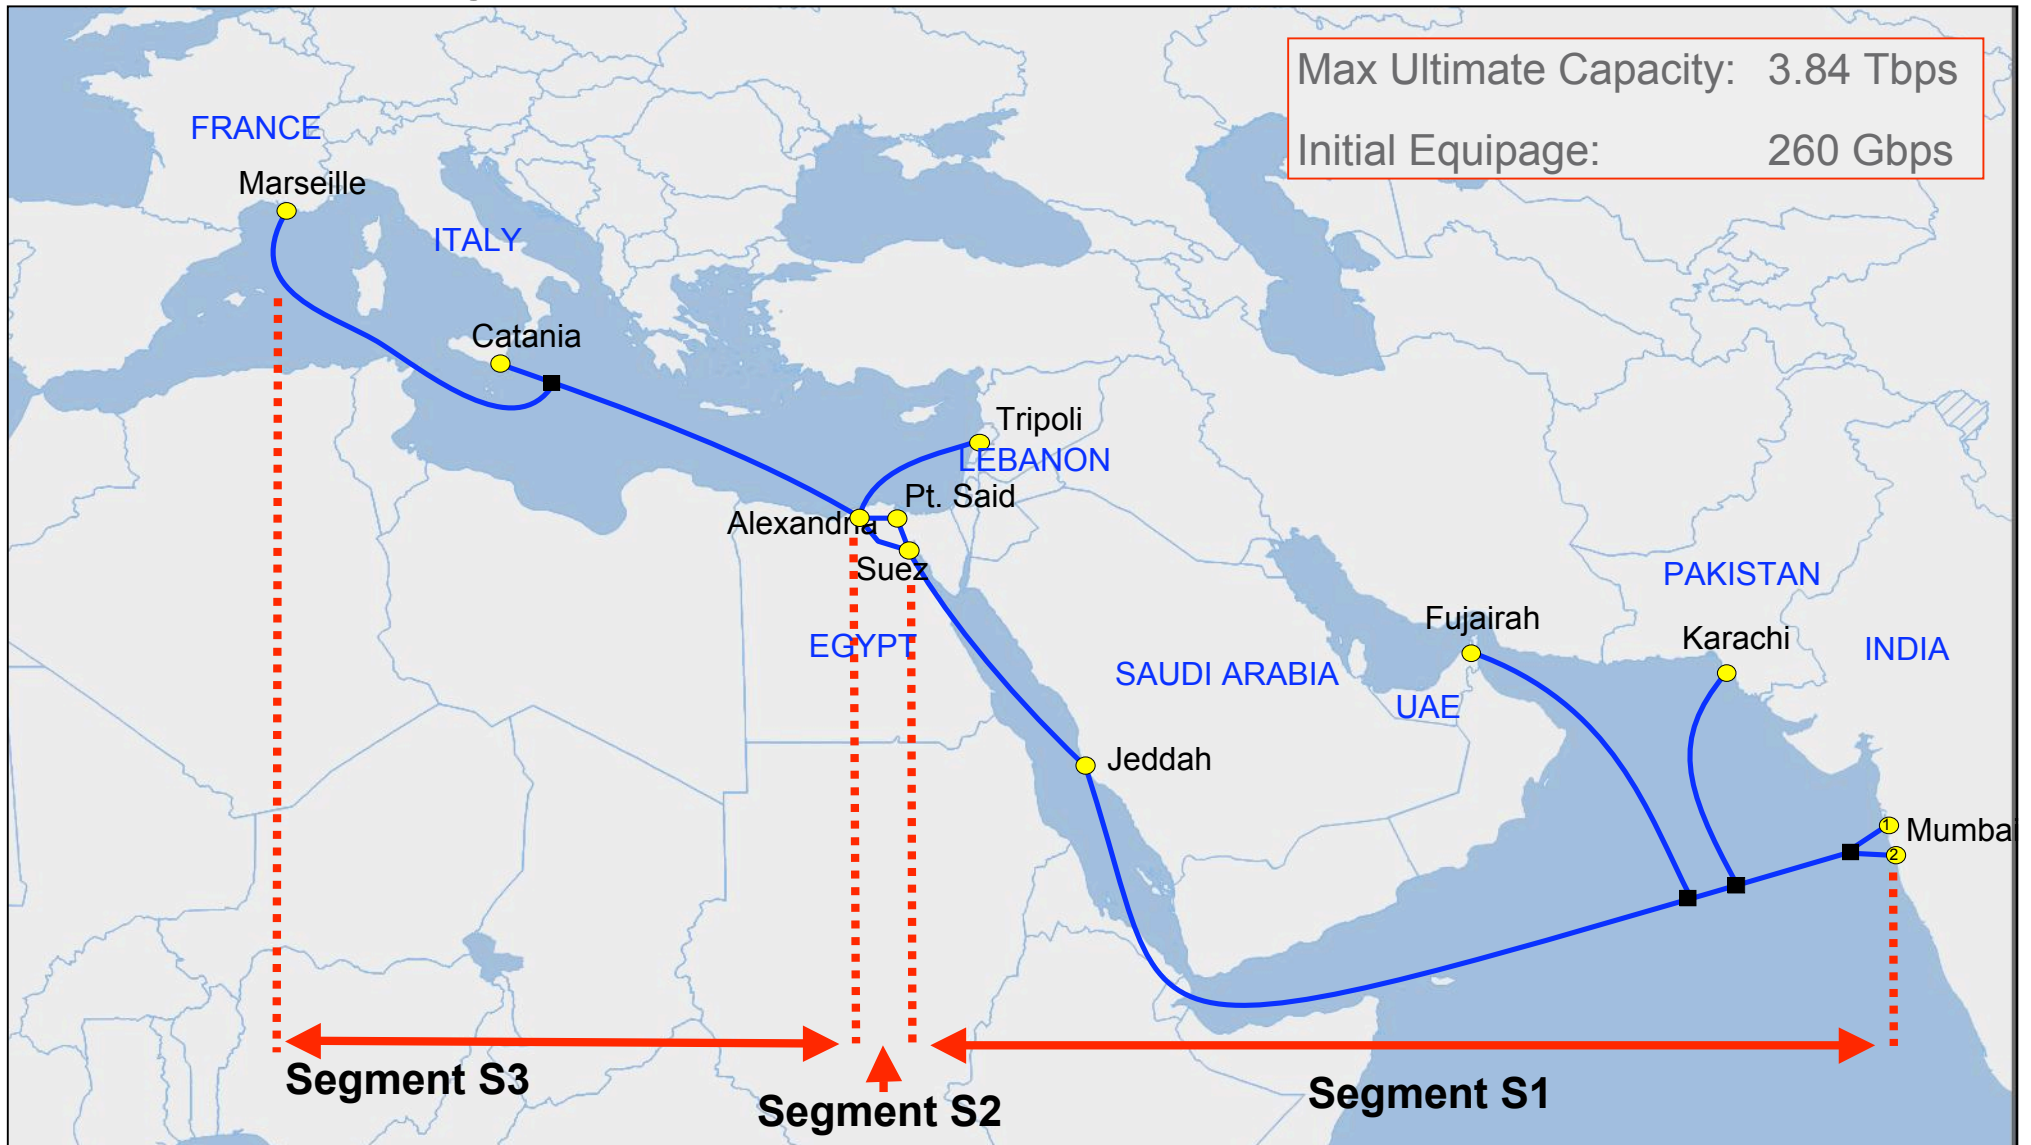 Max Ultimate Capacity: 3.84 Tbps
Initial Equipage: 260 Gbps
FRANCE
Marseille
ITALY
Catania
Tripoli
LEBANON
Pt. Said
Alexandria
Suez
EGYPT
PAKISTAN
Fujairah
Karachi
INDIA
SAUDI ARABIA
UAE
Jeddah
1
Mumbai
2
Segment S3
Segment S2
Segment S1